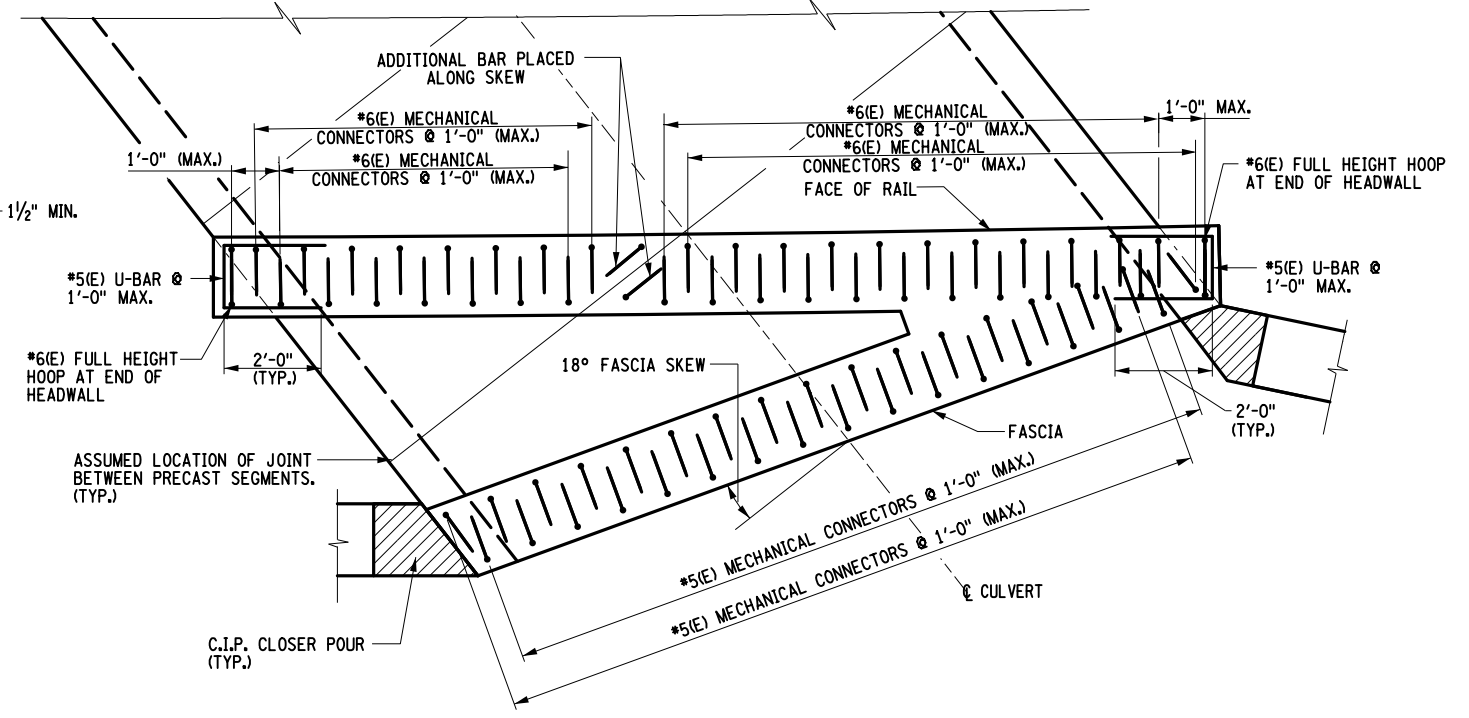 ADDITIONAL BAR PLACED
ALONG SKEW
*6(E) MECHANICAL
CONNECTORS @ 1'-0" (MAX.)
*6(E) MECHANICAL
CONNECTORS @ 1'-0" (MAX.)
1'-0" MAX.
1'-0" (MAX.)
*6(E) MECHANICAL
CONNECTORS @ 1'-0" (MAX.)
*6(E) MECHANICAL
CONNECTORS @ 1'-0" (MAX.)
FACE OF RAIL
*6(E) FULL HEIGHT HOOP
AT END OF HEADWALL
1½" MIN.
*5(E) U-BAR @
1'-0" MAX.
*5(E) U-BAR @
1'-0" MAX.
*6(E) FULL HEIGHT
HOOP AT END OF
HEADWALL
2'-0"
(TYP.)
18° FASCIA SKEW
2'-0"
(TYP.)
FASCIA
ASSUMED LOCATION OF JOINT
BETWEEN PRECAST SEGMENTS.
(TYP.)
*5(E) MECHANICAL CONNECTORS @ 1'-0" (MAX.)
*5(E) MECHANICAL CONNECTORS @ 1'-0" (MAX.)
℄ CULVERT
C.I.P. CLOSER POUR
(TYP.)